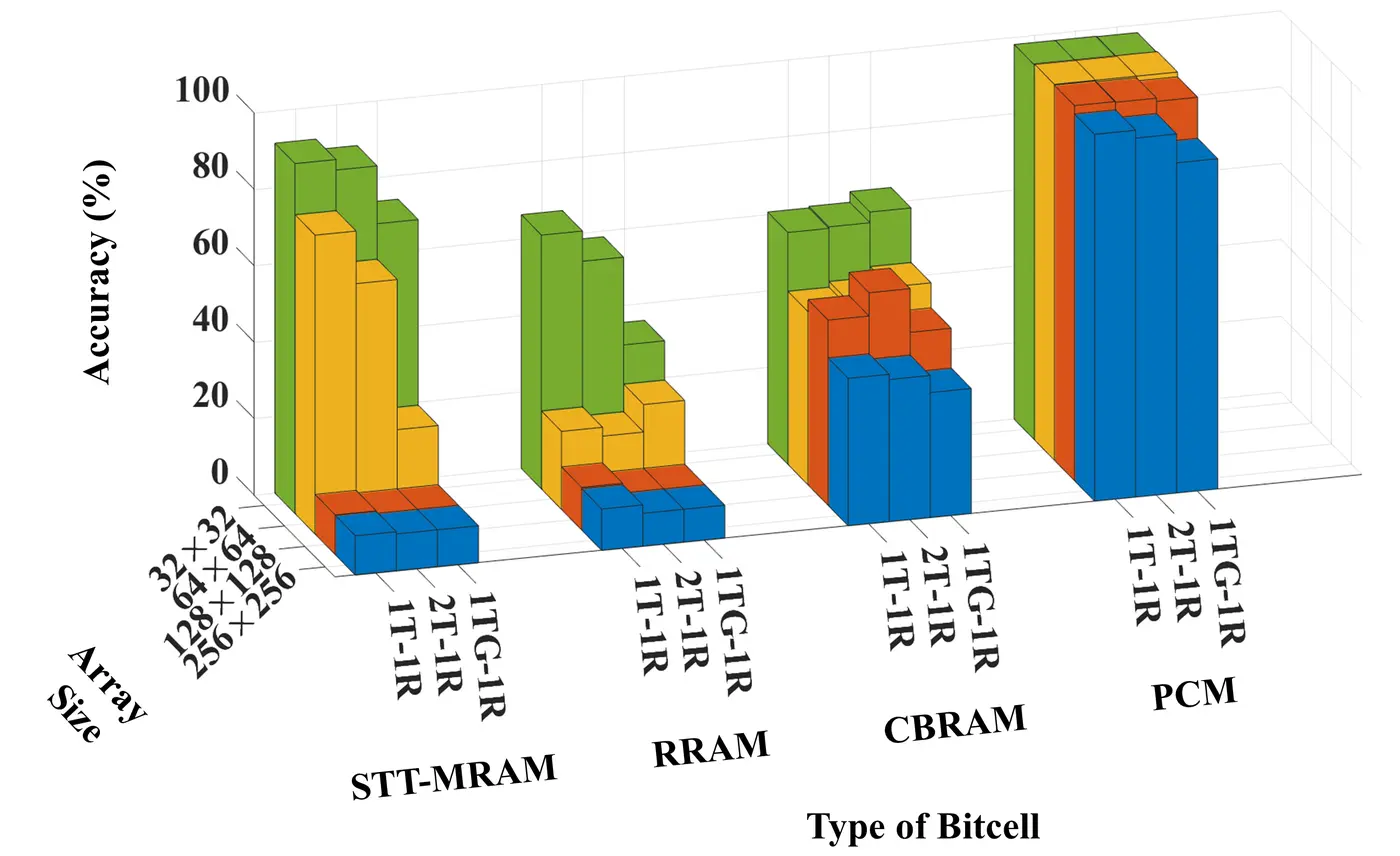 Accuracy (%)
100
80
60
40
20
0
32×32
64×64
128×128
256×256
Array
Size
1T-1R
2T-1R
1TG-1R
1T-1R
2T-1R
1TG-1R
1T-1R
2T-1R
1TG-1R
1T-1R
2T-1R
1TG-1R
STT-MRAM
RRAM
CBRAM
PCM
Type of Bitcell